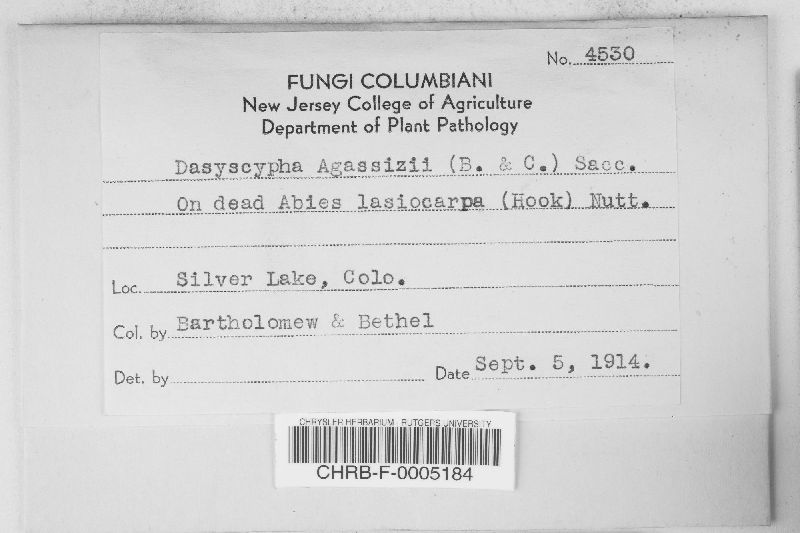 No. 4530
FUNGI COLUMBIANI
New Jersey College of Agriculture
Department of Plant Pathology
Dasyscypha Agassizii (B. & C.) Sacc.
On dead Abies lasiocarpa (Hook) Nutt.
Loc. Silver Lake, Colo.
Col. by Bartholomew & Bethel
Det. by Date Sept. 5, 1914.
CHRYSLER HERBARIUM - RUTGERS UNIVERSITY
CHRB-F-0005184